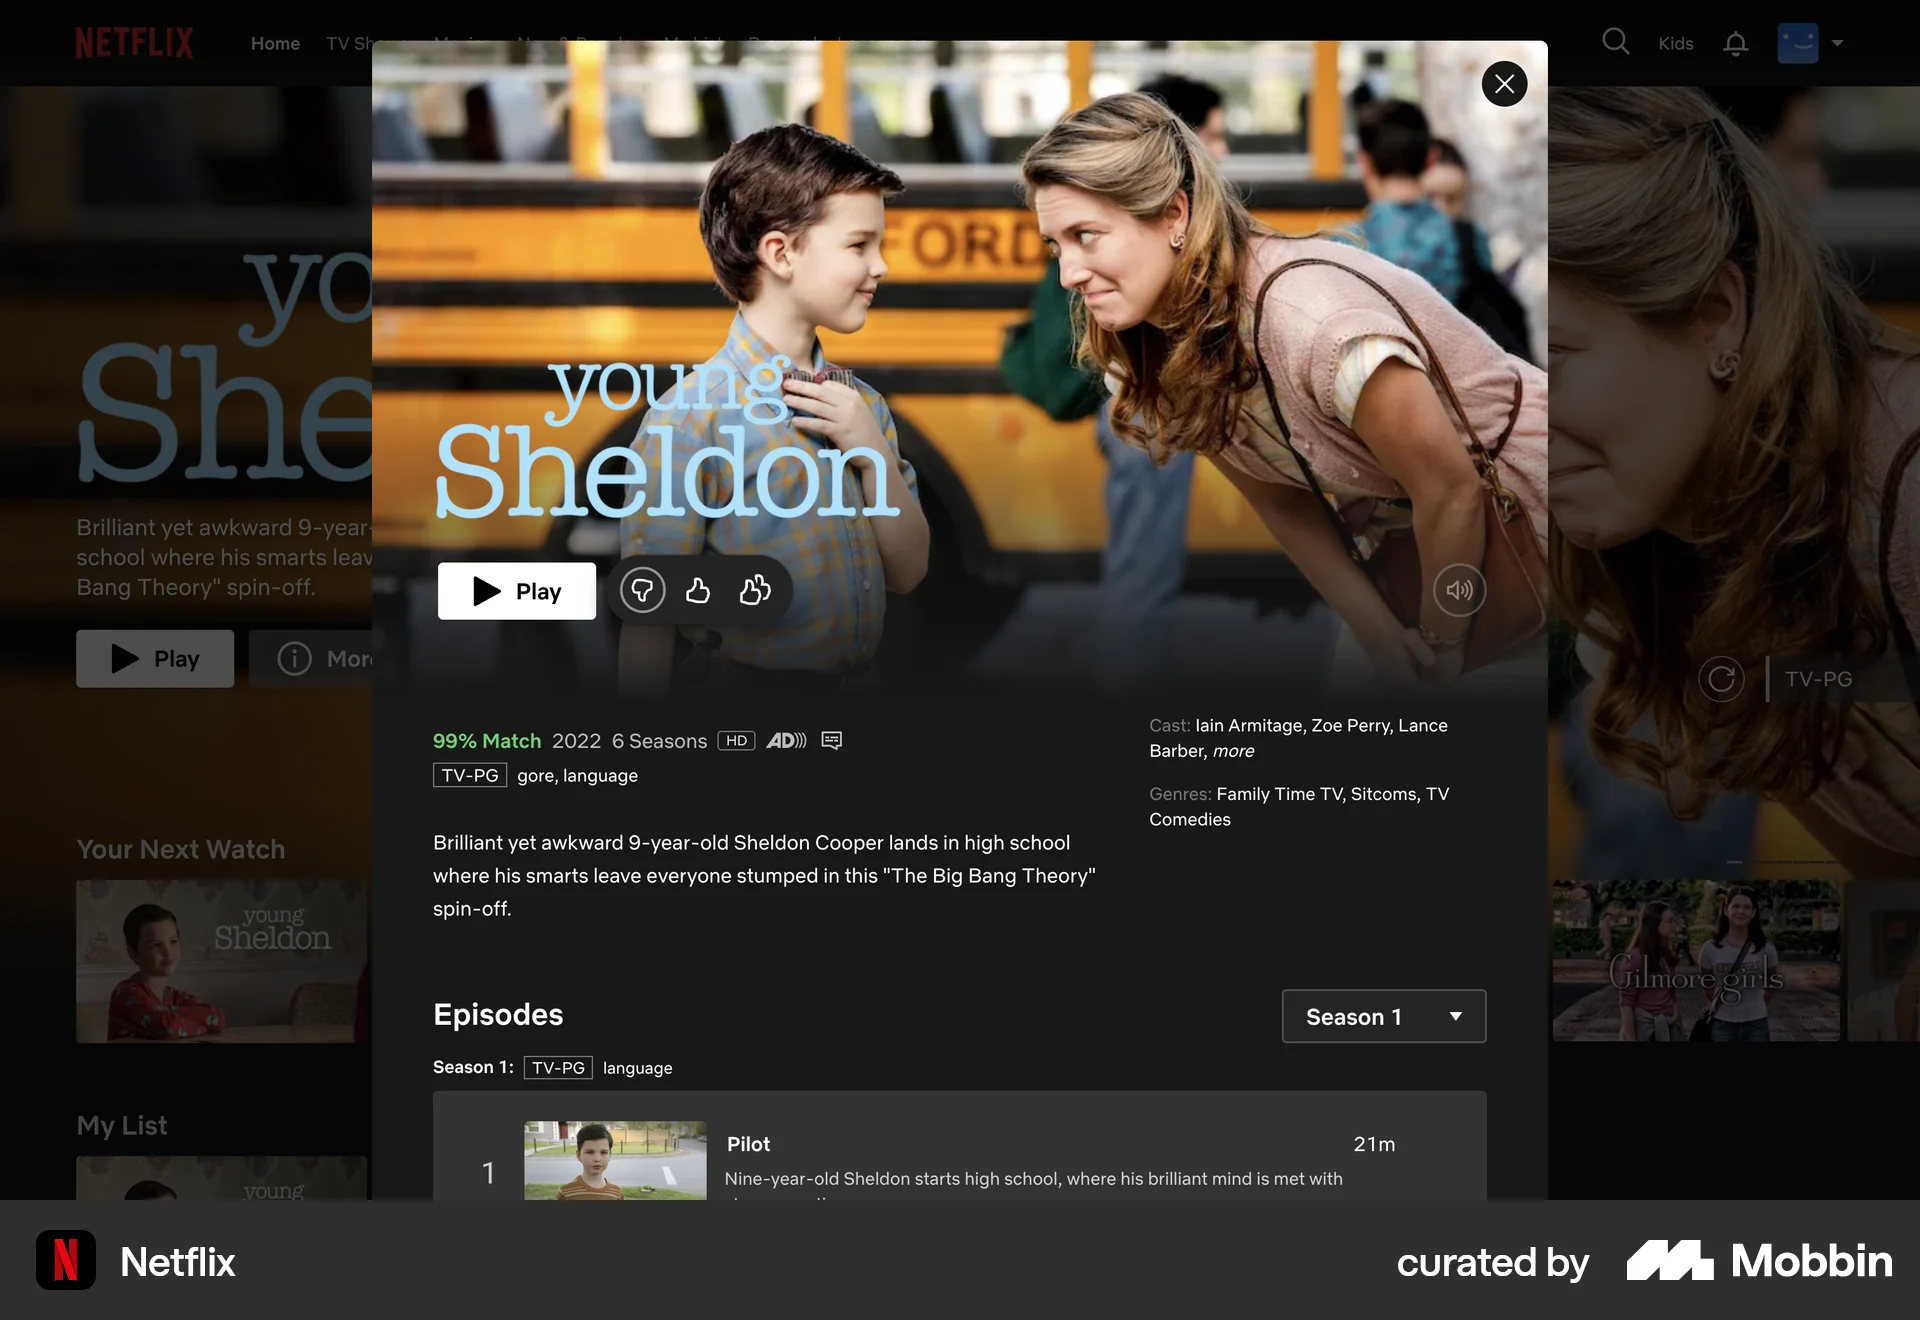 NETFLIX
Home
TV Sh
Kids
FORD
young
Sheldon
yo
She
Brilliant yet awkward 9-year-
school where his smarts leav
Bang Theory" spin-off.
Play
More
Play
TV-PG
99% Match 2022 6 Seasons HD AD
TV-PG gore, language
Brilliant yet awkward 9-year-old Sheldon Cooper lands in high school
where his smarts leave everyone stumped in this "The Big Bang Theory"
spin-off.
Cast: Iain Armitage, Zoe Perry, Lance
Barber, more
Genres: Family Time TV, Sitcoms, TV
Comedies
Your Next Watch
young
Sheldon
Gilmore girls
Episodes
Season 1
Season 1: TV-PG language
1
Pilot
21m
Nine-year-old Sheldon starts high school, where his brilliant mind is met with
My List
young
Netflix
curated by Mobbin